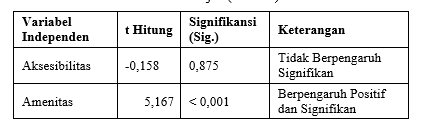 Variabel Independen
t Hitung
Signifikansi (Sig.)
Keterangan
Aksesibilitas
-0,158
0,875
Tidak Berpengaruh Signifikan
Amenitas
5,167
< 0,001
Berpengaruh Positif dan Signifikan